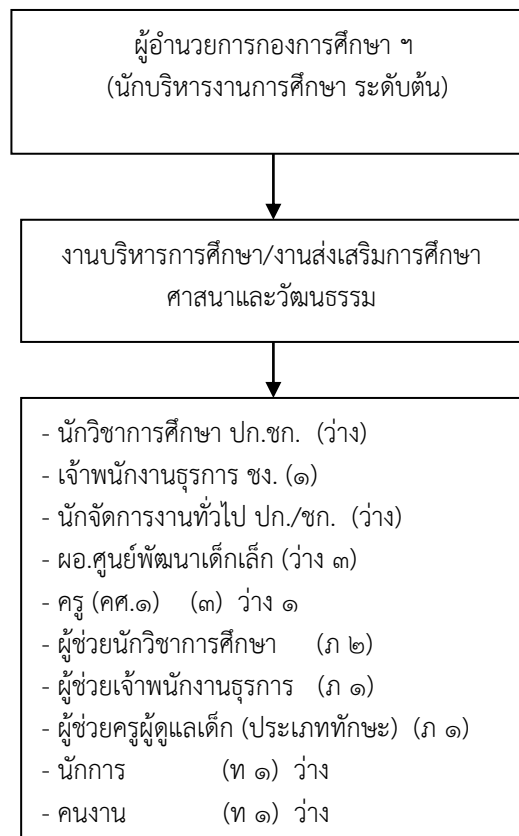 ผู้อำนวยการกองการศึกษา ฯ
(นักบริหารงานการศึกษา ระดับต้น)
งานบริหารการศึกษา/งานส่งเสริมการศึกษา
ศาสนาและวัฒนธรรม
- นักวิชาการศึกษา ปก.ชก. (ว่าง)
- เจ้าพนักงานธุรการ ชง. (๑)
- นักจัดการงานทั่วไป ปก./ชก. (ว่าง)
- ผอ.ศูนย์พัฒนาเด็กเล็ก (ว่าง ๓)
- ครู (คศ.๑) (๓) ว่าง ๑
- ผู้ช่วยนักวิชาการศึกษา (ภ ๒)
- ผู้ช่วยเจ้าพนักงานธุรการ (ภ ๑)
- ผู้ช่วยครูผู้ดูแลเด็ก (ประเภททักษะ) (ภ ๑)
- นักการ (ท ๑) ว่าง
- คนงาน (ท ๑) ว่าง